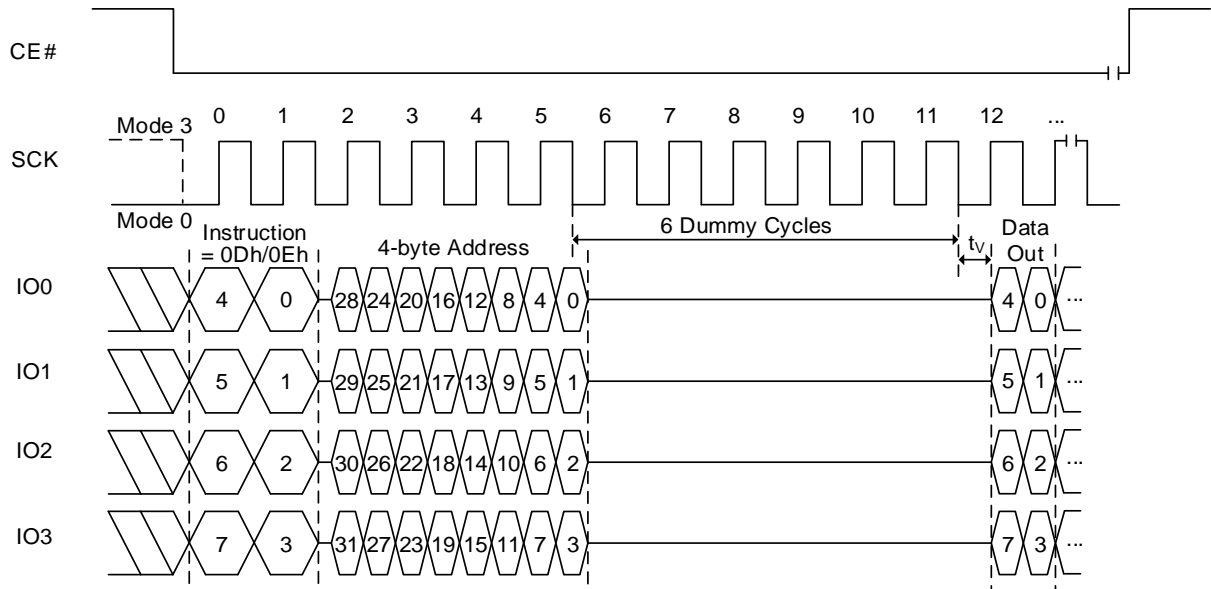 CE#
0 1 2 3 4 5 6 7 8 9 10 11 12 ...
Mode 3
SCK
Mode 0
Instruction
= 0Dh/0Eh
4-byte Address
6 Dummy Cycles
tV
Data
Out
IO0 4 0 28 24 20 16 12 8 4 0 4 0 ...
IO1 5 1 29 25 21 17 13 9 5 1 5 1 ...
IO2 6 2 30 26 22 18 14 10 6 2 6 2 ...
IO3 7 3 31 27 23 19 15 11 7 3 7 3 ...